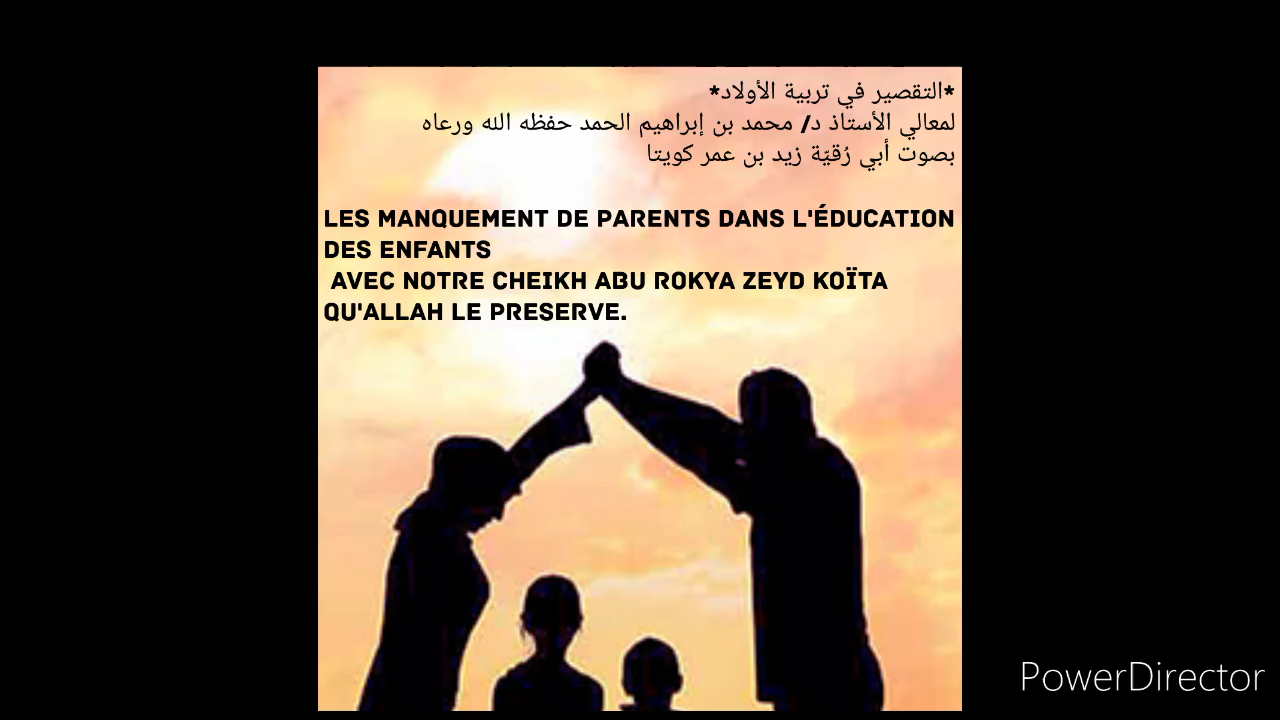 *التقصير في تربية الأولاد*
لمعالي الأستاذ د/ محمد بن إبراهيم الحمد حفظه الله ورعاه
بصوت أبي رُقيّة زيد بن عمر كويتا
LES MANQUEMENT DE PARENTS DANS L'ÉDUCATION
DES ENFANTS
AVEC NOTRE CHEIKH ABU ROKYA ZEYD KOÏTA
QU'ALLAH LE PRESERVE.
PowerDirector